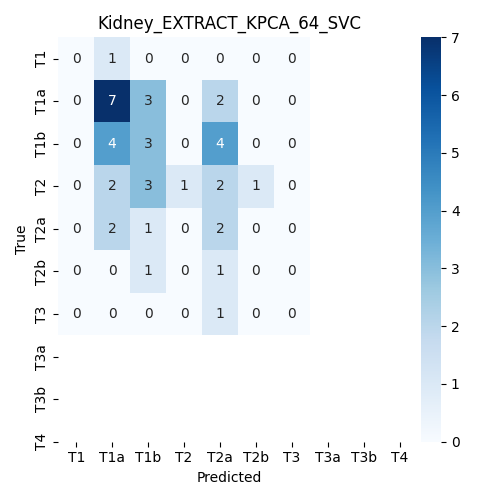 Kidney_EXTRACT_KPCA_64_SVC
T1 0 1 0 0 0 0 0
T1a 0 7 3 0 2 0 0
T1b 0 4 3 0 4 0 0
T2 0 2 3 1 2 1 0
T2a 0 2 1 0 2 0 0
T2b 0 0 1 0 1 0 0
T3 0 0 0 0 1 0 0
T3a
T3b
T4
True
T1 T1a T1b T2 T2a T2b T3 T3a T3b T4
Predicted
7
6
5
4
3
2
1
0